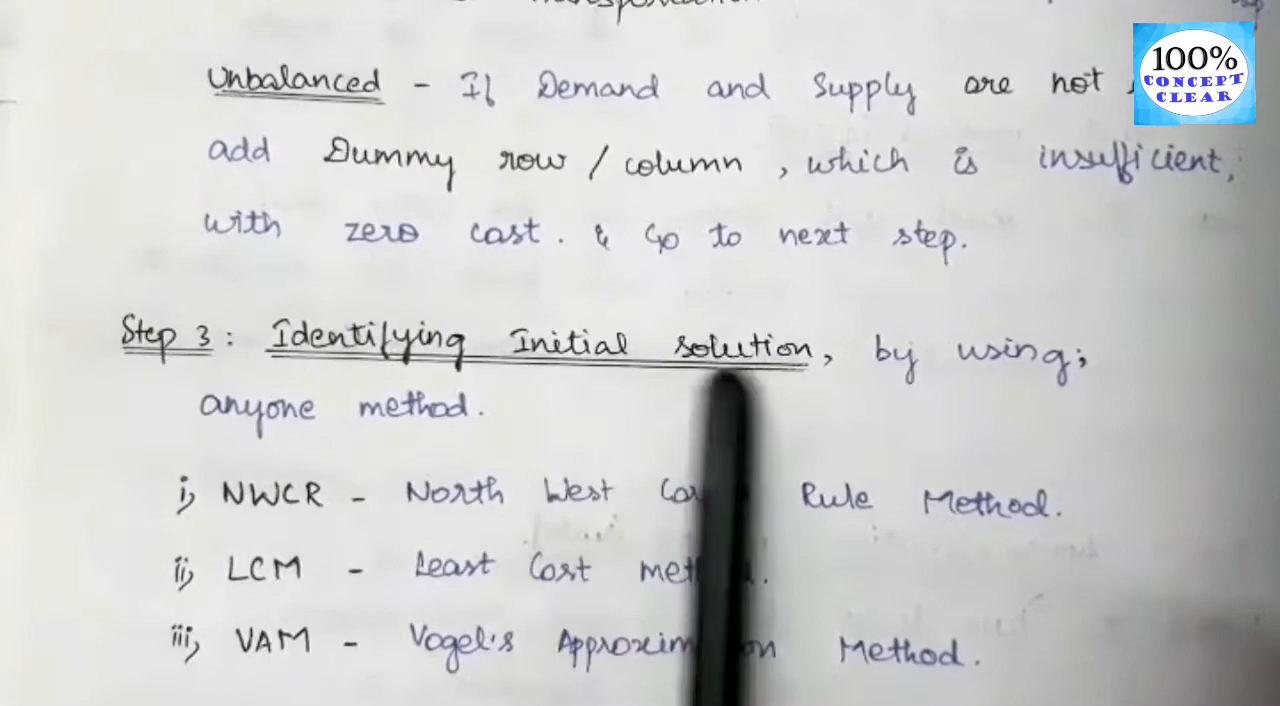 Transportation
Unbalanced - If Demand and Supply are not
add Dummy row / column, which is insufficient,
with zero cost. & Go to next step.
Step 3: Identifying Initial solution, by using;
anyone method.
i, NWCR - North West Rule Method.
ii, LCM - Least Cost
iii, VAM - Vogel's Method.
100%
CONCEPT
CLEAR